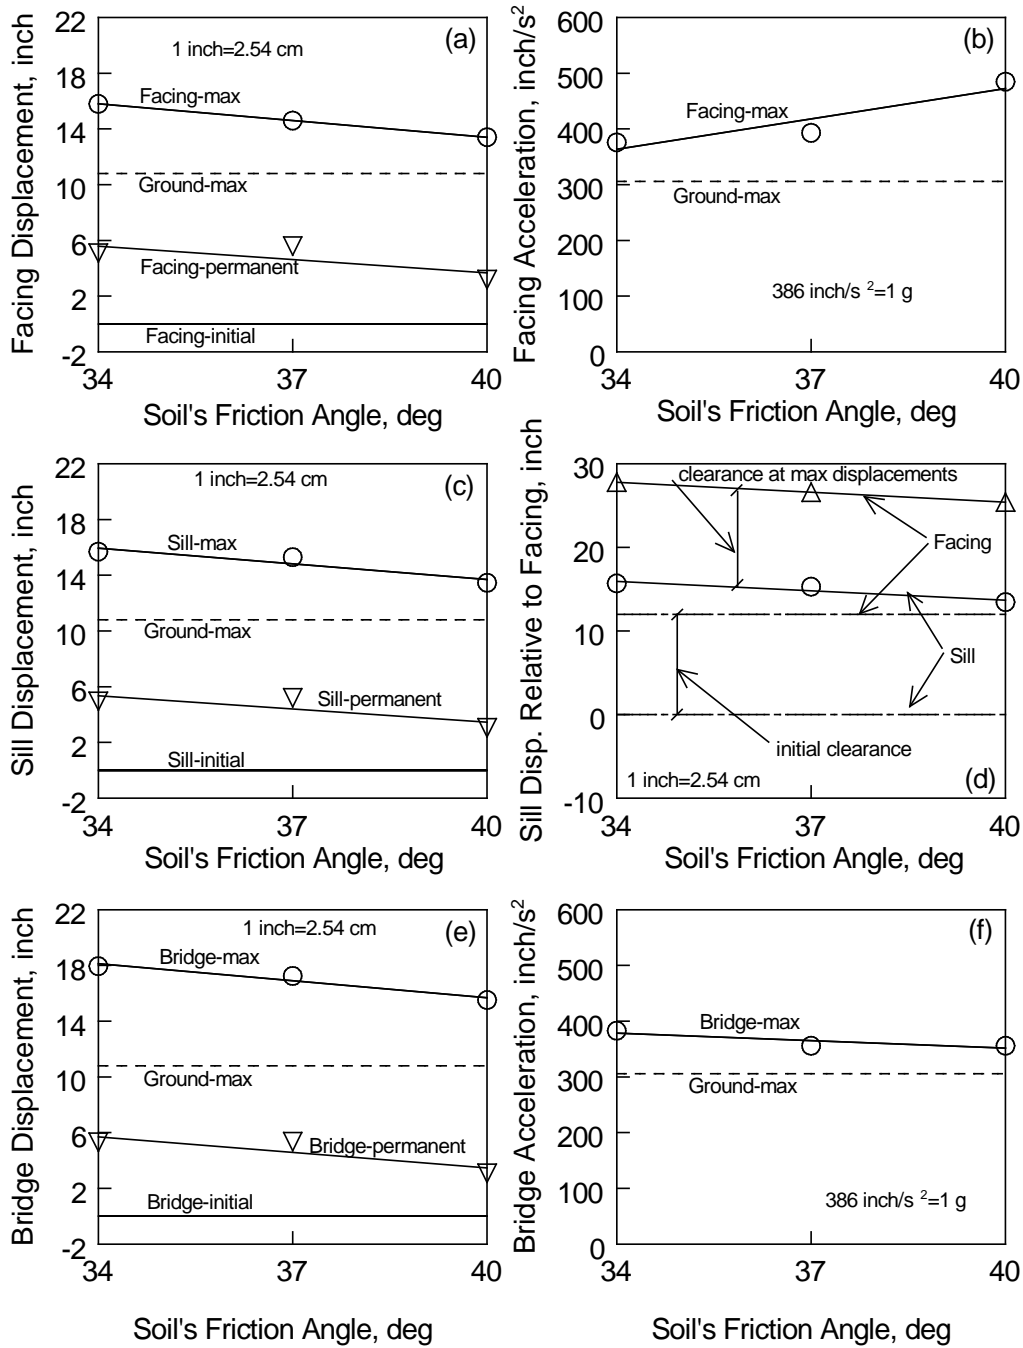 Facing Displacement, inch
22
18
14
10
6
2
-2
(a)
1 inch=2.54 cm
Facing-max
Ground-max
Facing-permanent
Facing-initial
34
37
40
Soil's Friction Angle, deg
Facing Acceleration, inch/s²
600
500
400
300
200
100
0
(b)
Facing-max
Ground-max
386 inch/s ²=1 g
34
37
40
Soil's Friction Angle, deg
Sill Displacement, inch
22
18
14
10
6
2
-2
1 inch=2.54 cm
(c)
Sill-max
Ground-max
Sill-permanent
Sill-initial
34
37
40
Soil's Friction Angle, deg
Sill Disp. Relative to Facing, inch
30
20
10
0
-10
clearance at max displacements
Facing
Sill
initial clearance
1 inch=2.54 cm
(d)
34
37
40
Soil's Friction Angle, deg
Bridge Displacement, inch
22
18
14
10
6
2
-2
1 inch=2.54 cm
(e)
Bridge-max
Ground-max
Bridge-permanent
Bridge-initial
34
37
40
Soil's Friction Angle, deg
Bridge Acceleration, inch/s²
600
500
400
300
200
100
0
(f)
Bridge-max
Ground-max
386 inch/s ²=1 g
34
37
40
Soil's Friction Angle, deg